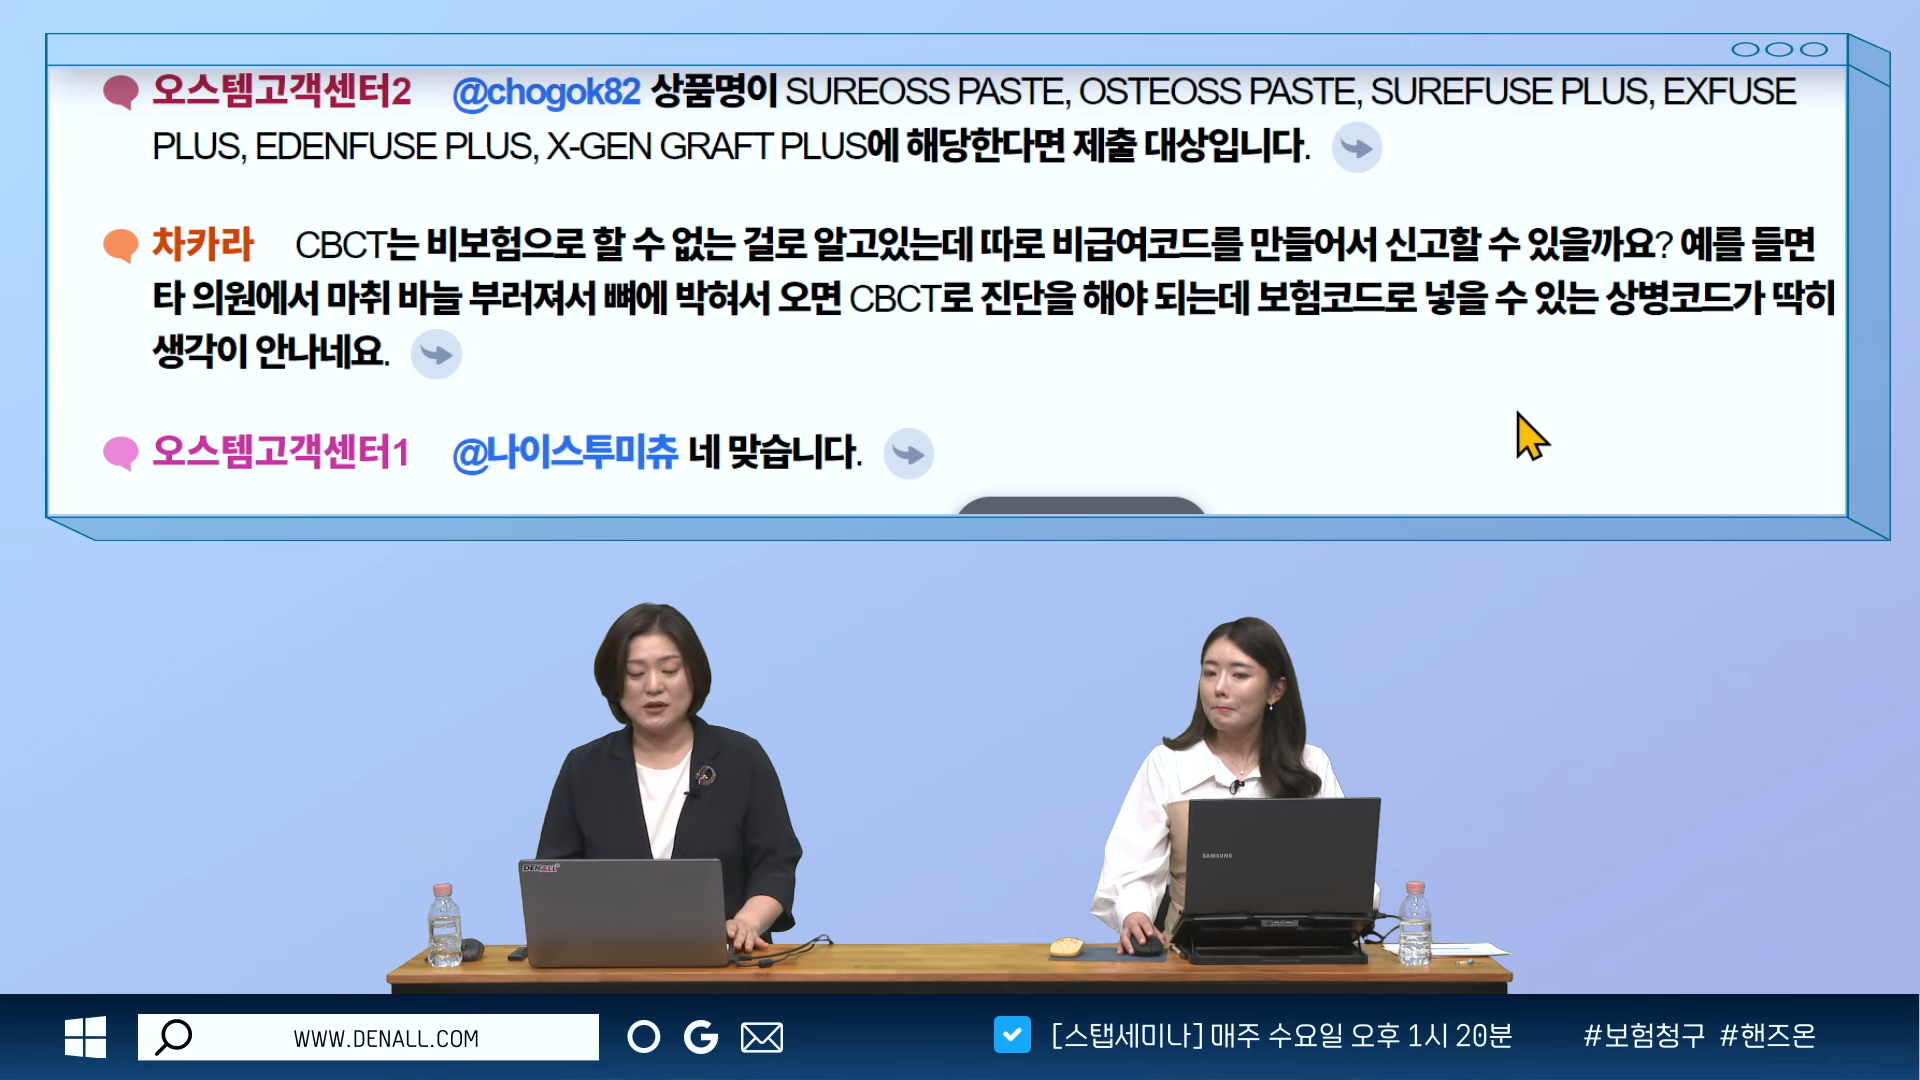 오스템고객센터2 @chogok82 상품명이 SUREOSS PASTE, OSTEOSS PASTE, SUREFUSE PLUS, EXFUSE
PLUS, EDENFUSE PLUS, X-GEN GRAFT PLUS에 해당한다면 제출 대상입니다.
차카라 CBCT는 비보험으로 할 수 없는 걸로 알고있는데 따로 비급여코드를 만들어서 신고할 수 있을까요? 예를 들면
타 의원에서 마취 바늘 부러져서 뼈에 박혀서 오면 CBCT로 진단을 해야 되는데 보험코드로 넣을 수 있는 상병코드가 딱히
생각이 안나네요.
오스템고객센터1 @나이스투미츄 네 맞습니다.
DENALL
SAMSUNG
WWW.DENALL.COM
G
[스탭세미나] 매주 수요일 오후 1시 20분 #보험청구 #핸즈온